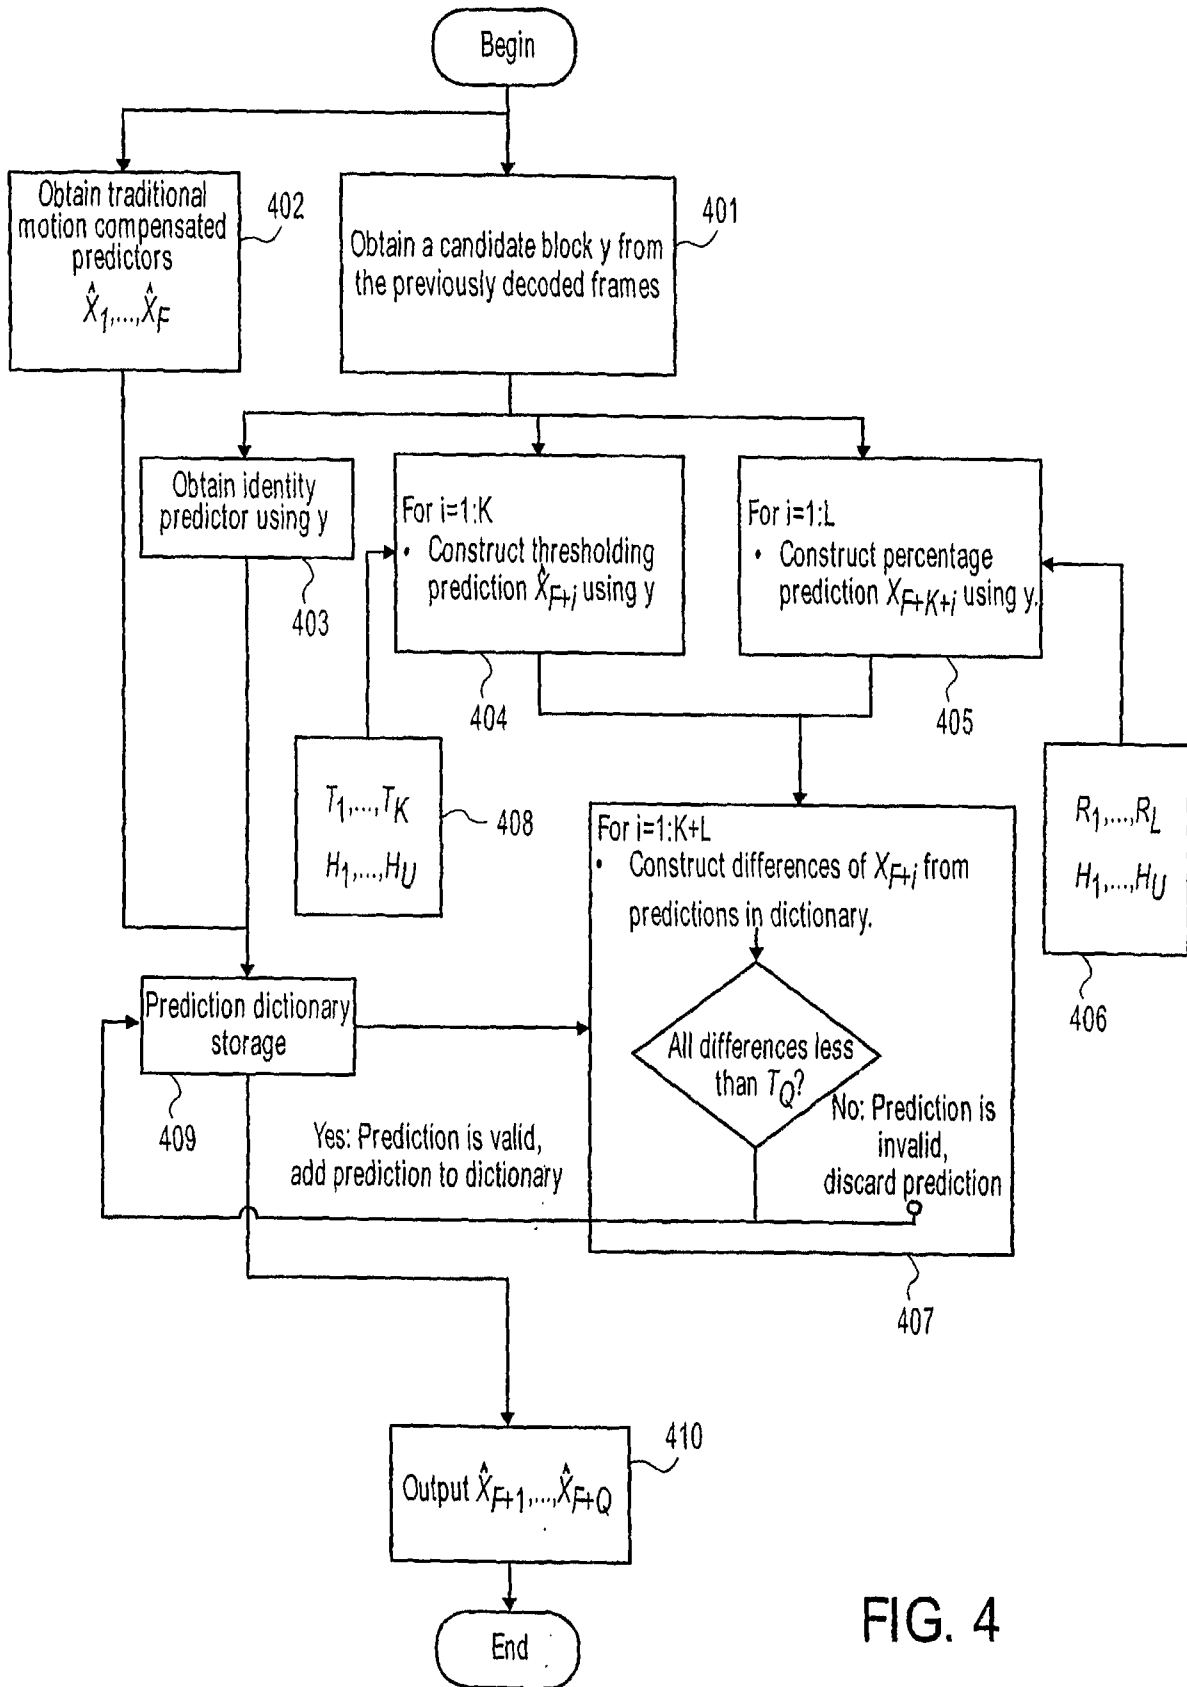 Begin
Obtain traditional
motion compensated
predictors
X̂1,...,X̂F
402
Obtain a candidate block y from
the previously decoded frames
401
Obtain identity
predictor using y
403
For i=1:K
• Construct thresholding
prediction X̂F+i using y
404
For i=1:L
• Construct percentage
prediction XF+K+i using y.
405
T1,...,TK
H1,...,HU
408
R1,...,RL
H1,...,HU
406
For i=1:K+L
• Construct differences of XF+i from
predictions in dictionary.
All differences less
than TQ?
No: Prediction is
invalid,
discard prediction
407
Prediction dictionary
storage
409
Yes: Prediction is valid,
add prediction to dictionary
Output X̂F+1,...,X̂F+Q
410
End
FIG. 4